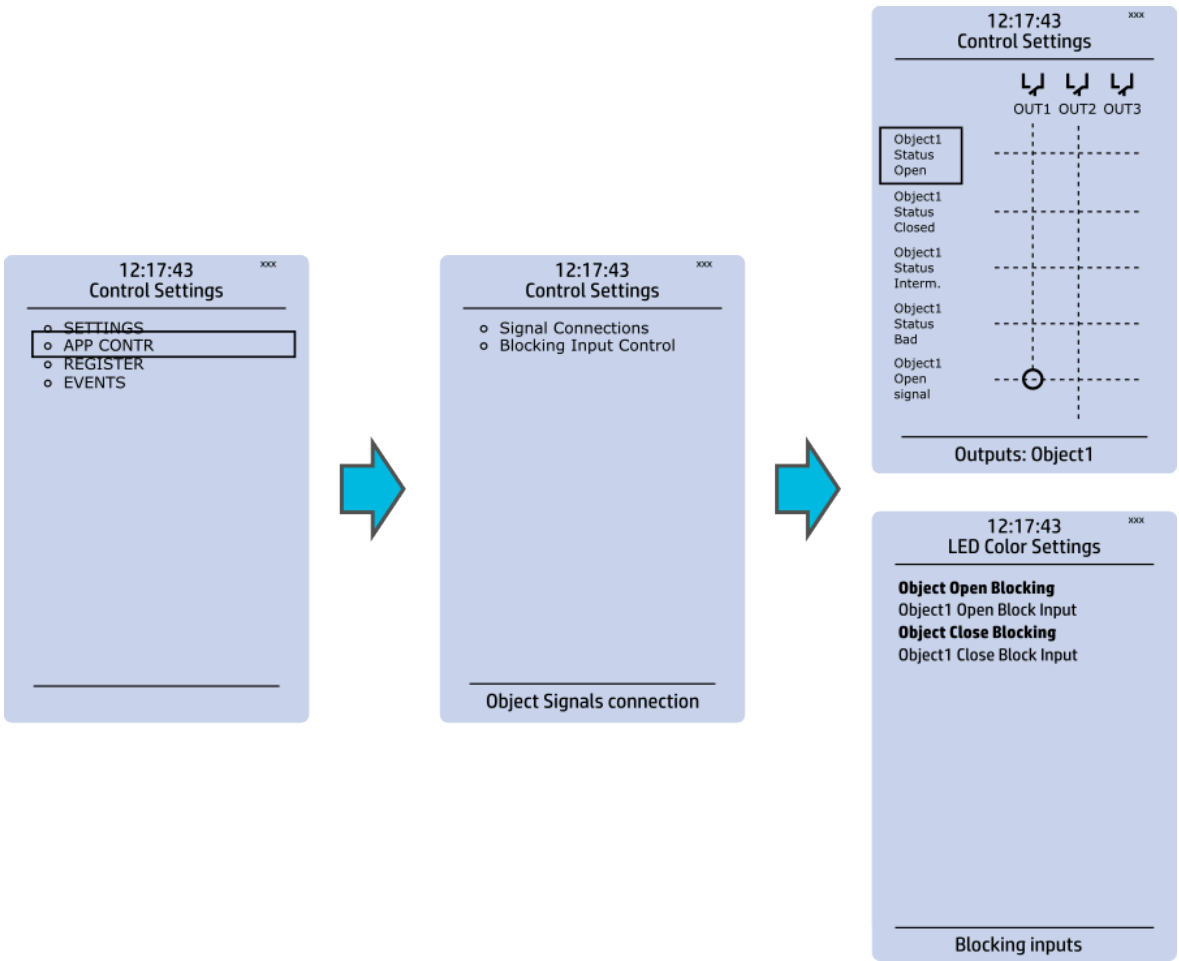 12:17:43
xxx
Control Settings
SETTINGS
APP CONTR
REGISTER
EVENTS
12:17:43
xxx
Control Settings
Signal Connections
Blocking Input Control
Object Signals connection
12:17:43
xxx
Control Settings
OUT1 OUT2 OUT3
Object1
Status
Open
Object1
Status
Closed
Object1
Status
Interm.
Object1
Status
Bad
Object1
Open
signal
Outputs: Object1
12:17:43
xxx
LED Color Settings
Object Open Blocking
Object1 Open Block Input
Object Close Blocking
Object1 Close Block Input
Blocking inputs